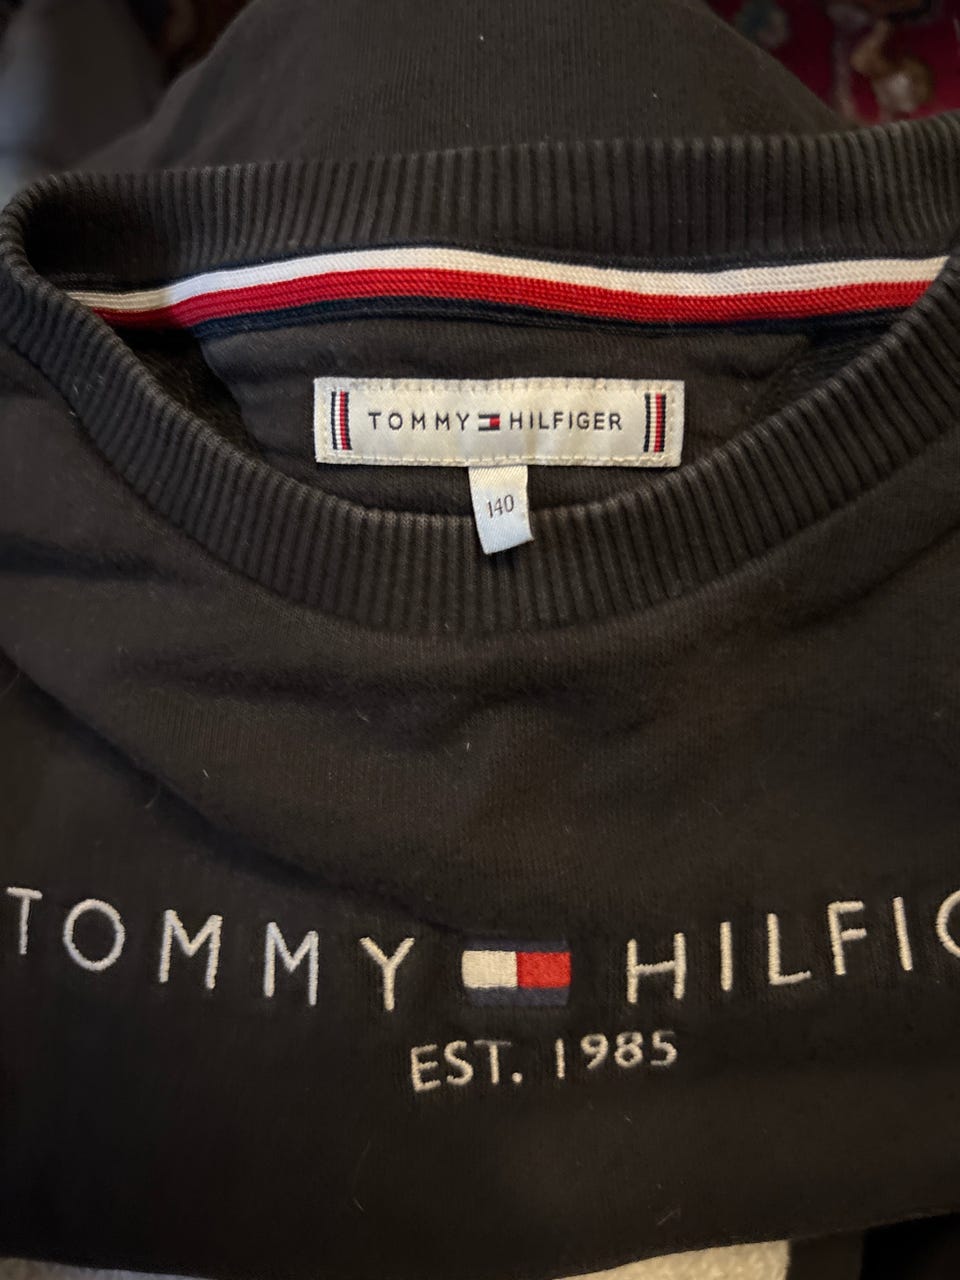 TOMMY HILFIGER
140
TOMMY HILFIG
EST. 1985